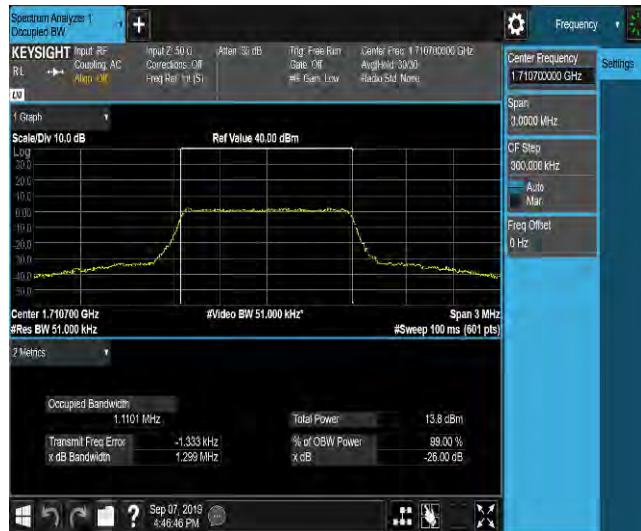 Spectrum Analyzer 1
Occupied BW
Frequency
KEYSIGHT Input: RF
Coupling: AC
Align: Off
Input Z: 50 Ω
Corrections: Off
Freq Ref: Int (S)
Trig: Free Run
Gate: Off
#IF Gain: Low
Center Freq: 1.710700000 GHz
Avg|Hold: 30/30
Radio Std: None
RL
LXI
Center Frequency
1.710700000 GHz
Settings
Span
3.0000 MHz
CF Step
300.000 kHz
Auto
Man
Freq Offset
0 Hz
1 Graph
Scale/Div 10.0 dB
Ref Value 40.00 dBm
Log
30.0
20.0
10.0
0.00
-10.0
-20.0
-30.0
-40.0
-50.0
Center 1.710700 GHz
#Video BW 51.000 kHz*
Span 3 MHz
#Res BW 51.000 kHz
#Sweep 100 ms (601 pts)
2 Metrics
Occupied Bandwidth
1.1101 MHz
Total Power
13.8 dBm
Transmit Freq Error
-1.333 kHz
% of OBW Power
99.00 %
x dB Bandwidth
1.299 MHz
x dB
-26.00 dB
Sep 07, 2019
4:46:46 PM